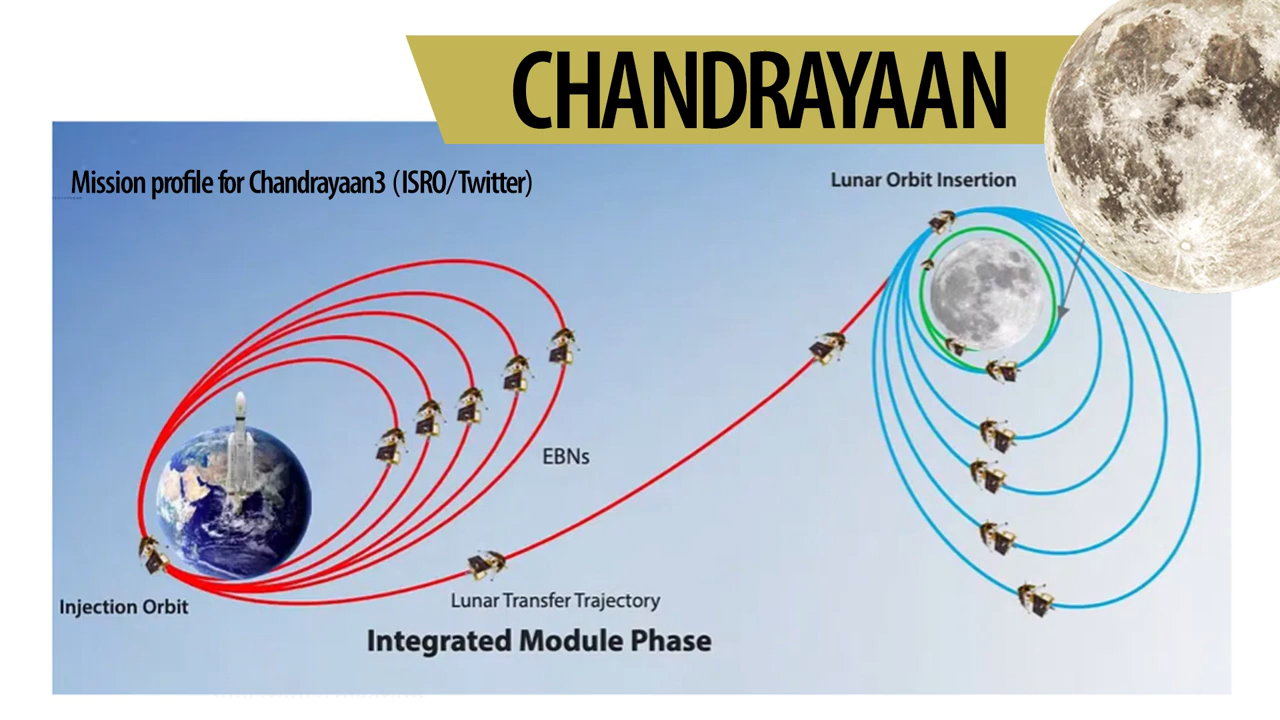 CHANDRAYAAN
Mission profile for Chandrayaan3 (ISRO/Twitter)
Lunar Orbit Insertion
EBNs
Injection Orbit
Lunar Transfer Trajectory
Integrated Module Phase